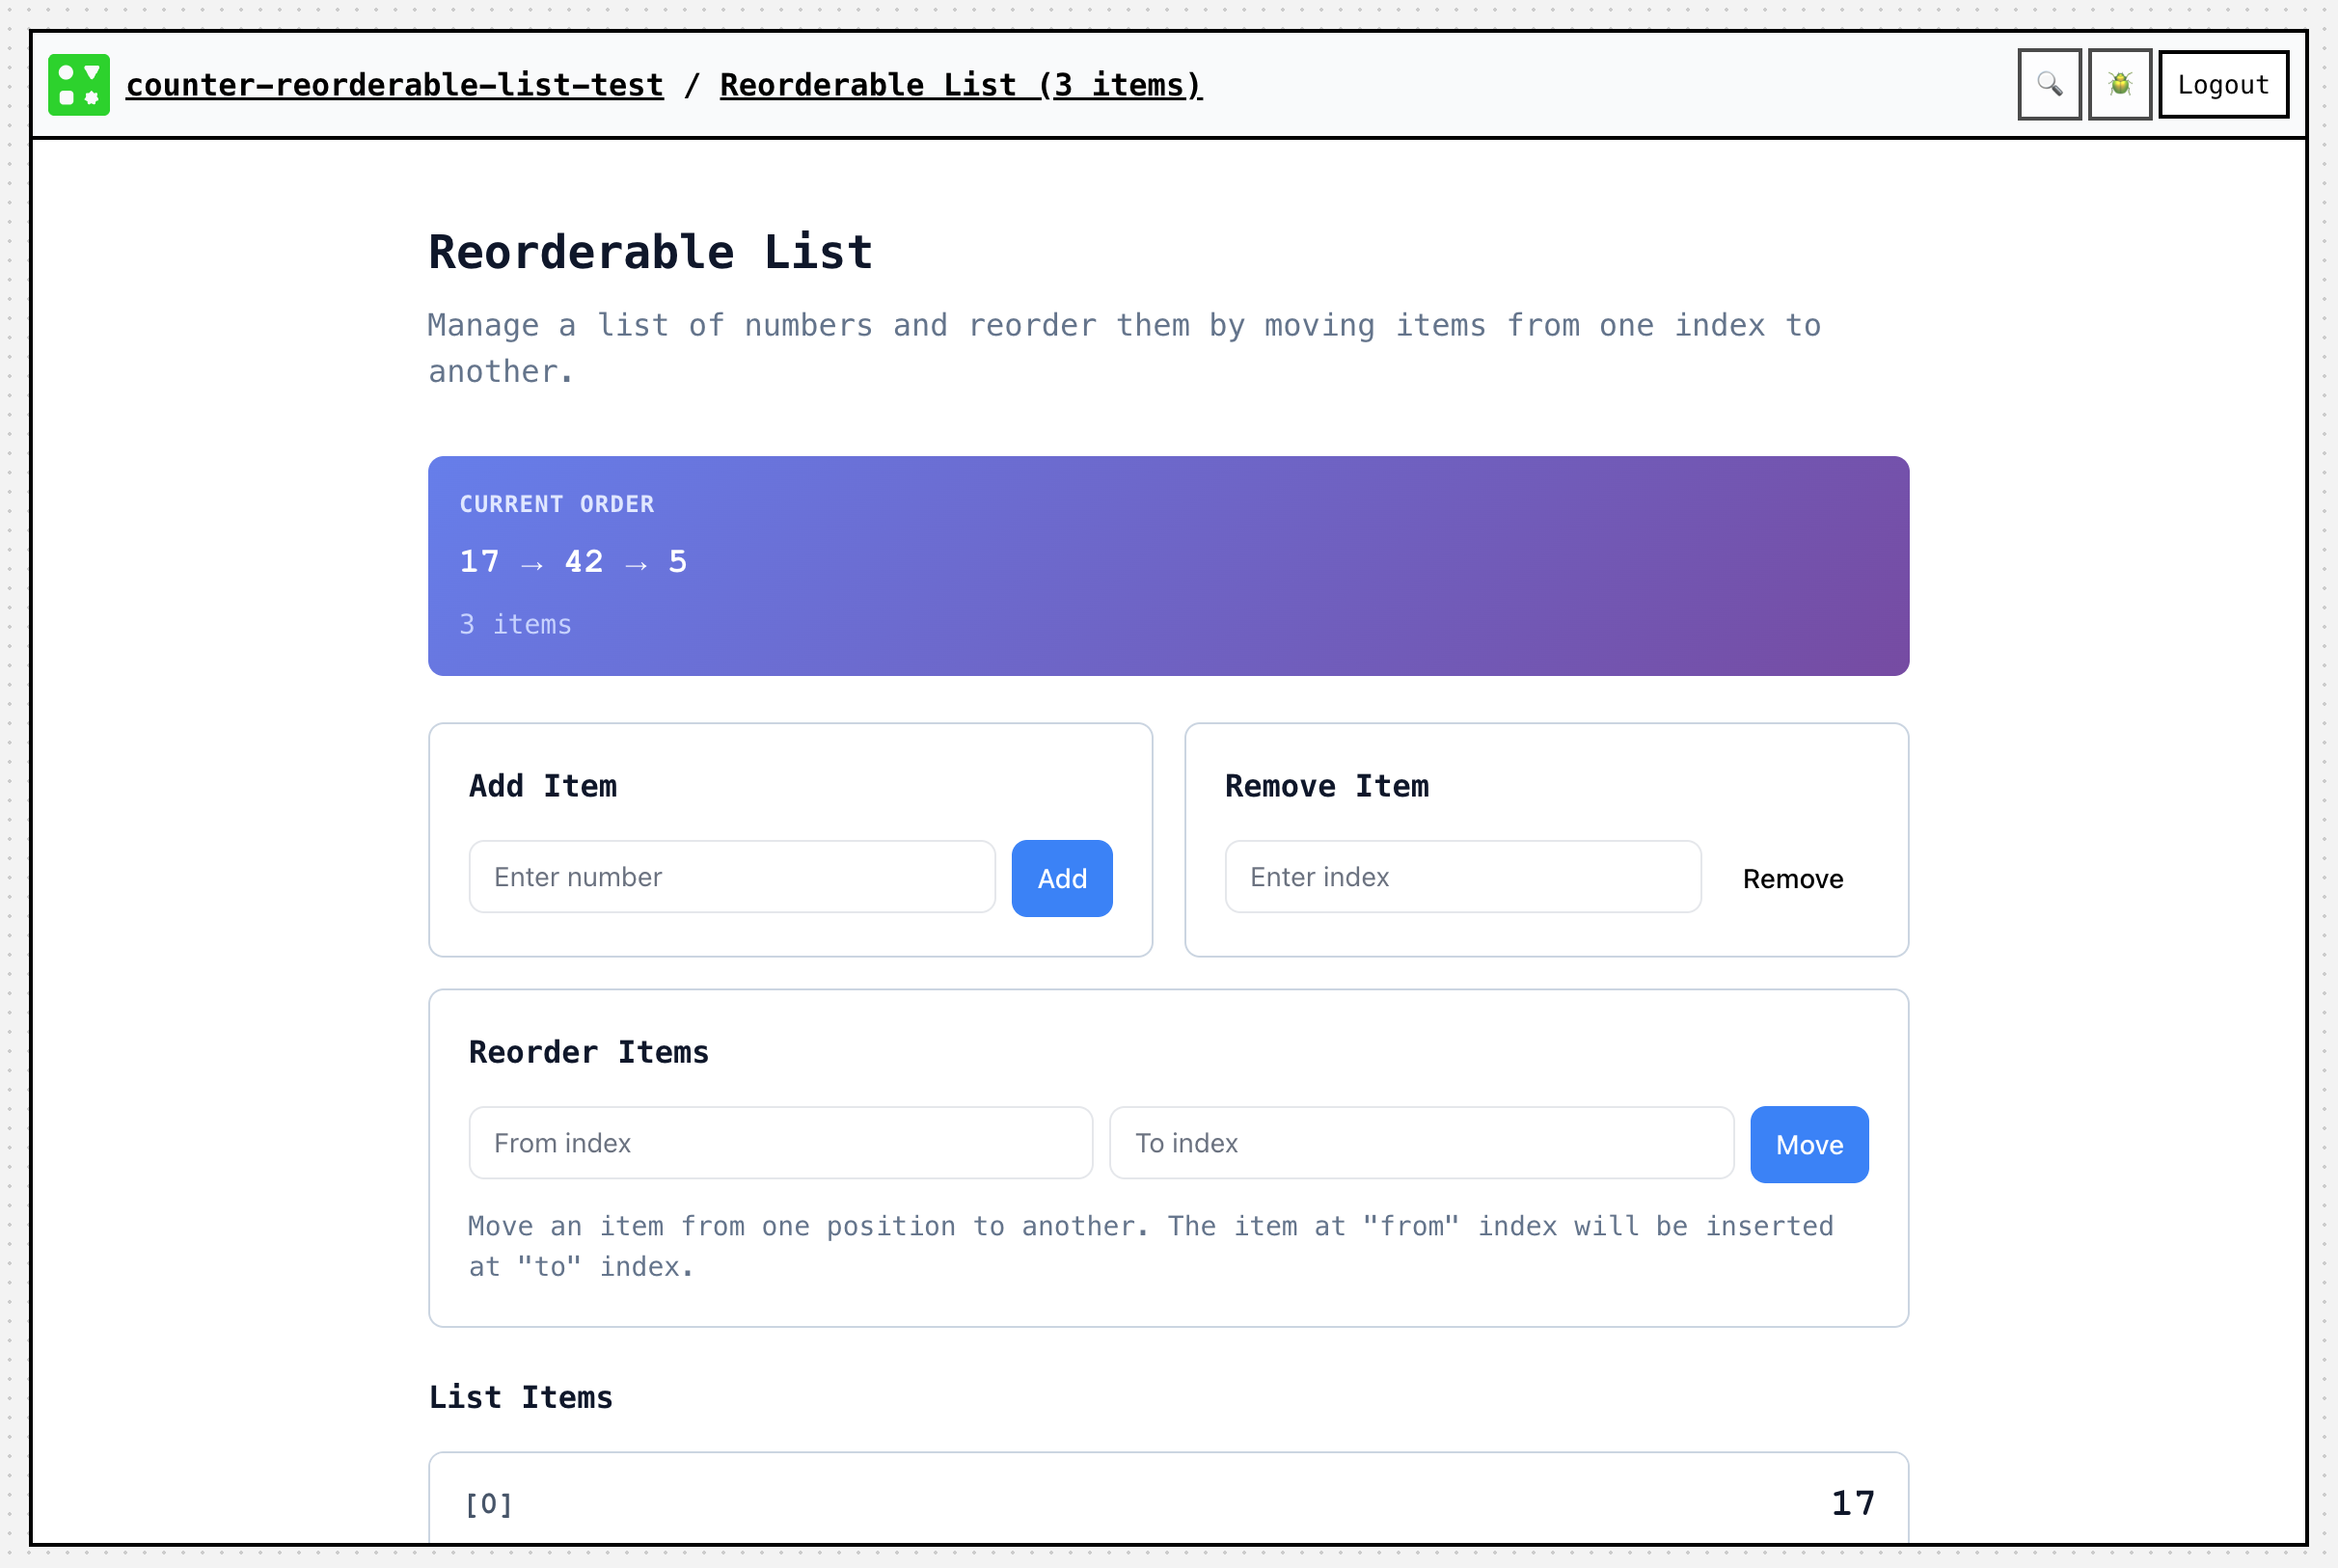 counter-reorderable-list-test / Reorderable List (3 items)
Logout
Reorderable List
Manage a list of numbers and reorder them by moving items from one index to
another.
CURRENT ORDER
17 → 42 → 5
3 items
Add Item
Enter number
Add
Remove Item
Enter index
Remove
Reorder Items
From index
To index
Move
Move an item from one position to another. The item at "from" index will be inserted
at "to" index.
List Items
[0]
17